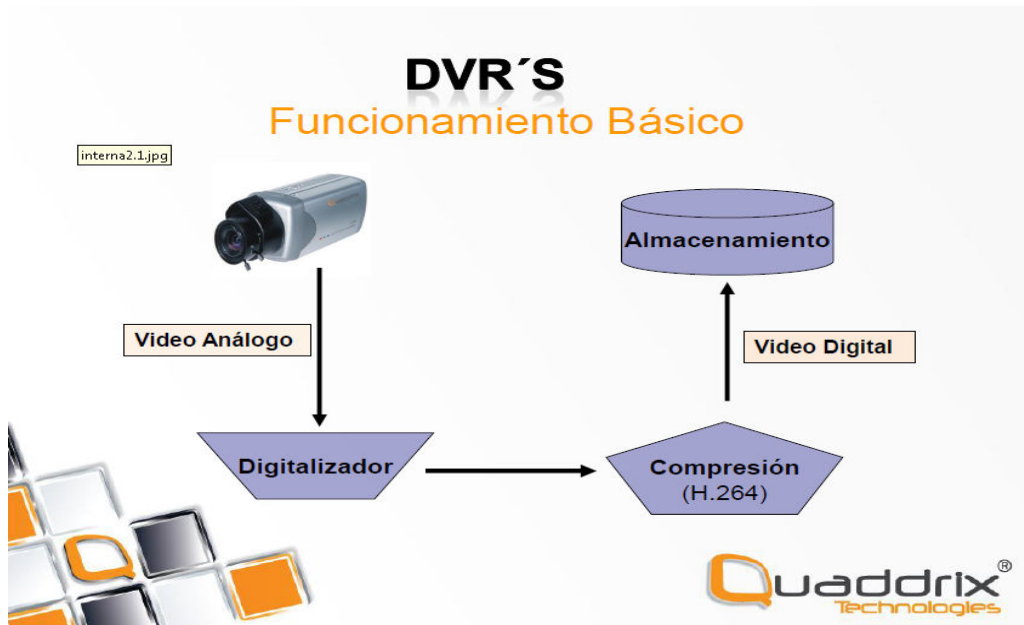 DVR´S
Funcionamiento Básico
interna2.1.jpg
Almacenamiento
Video Análogo
Video Digital
Digitalizador
Compresión
(H.264)
Quaddrix®
Technologies